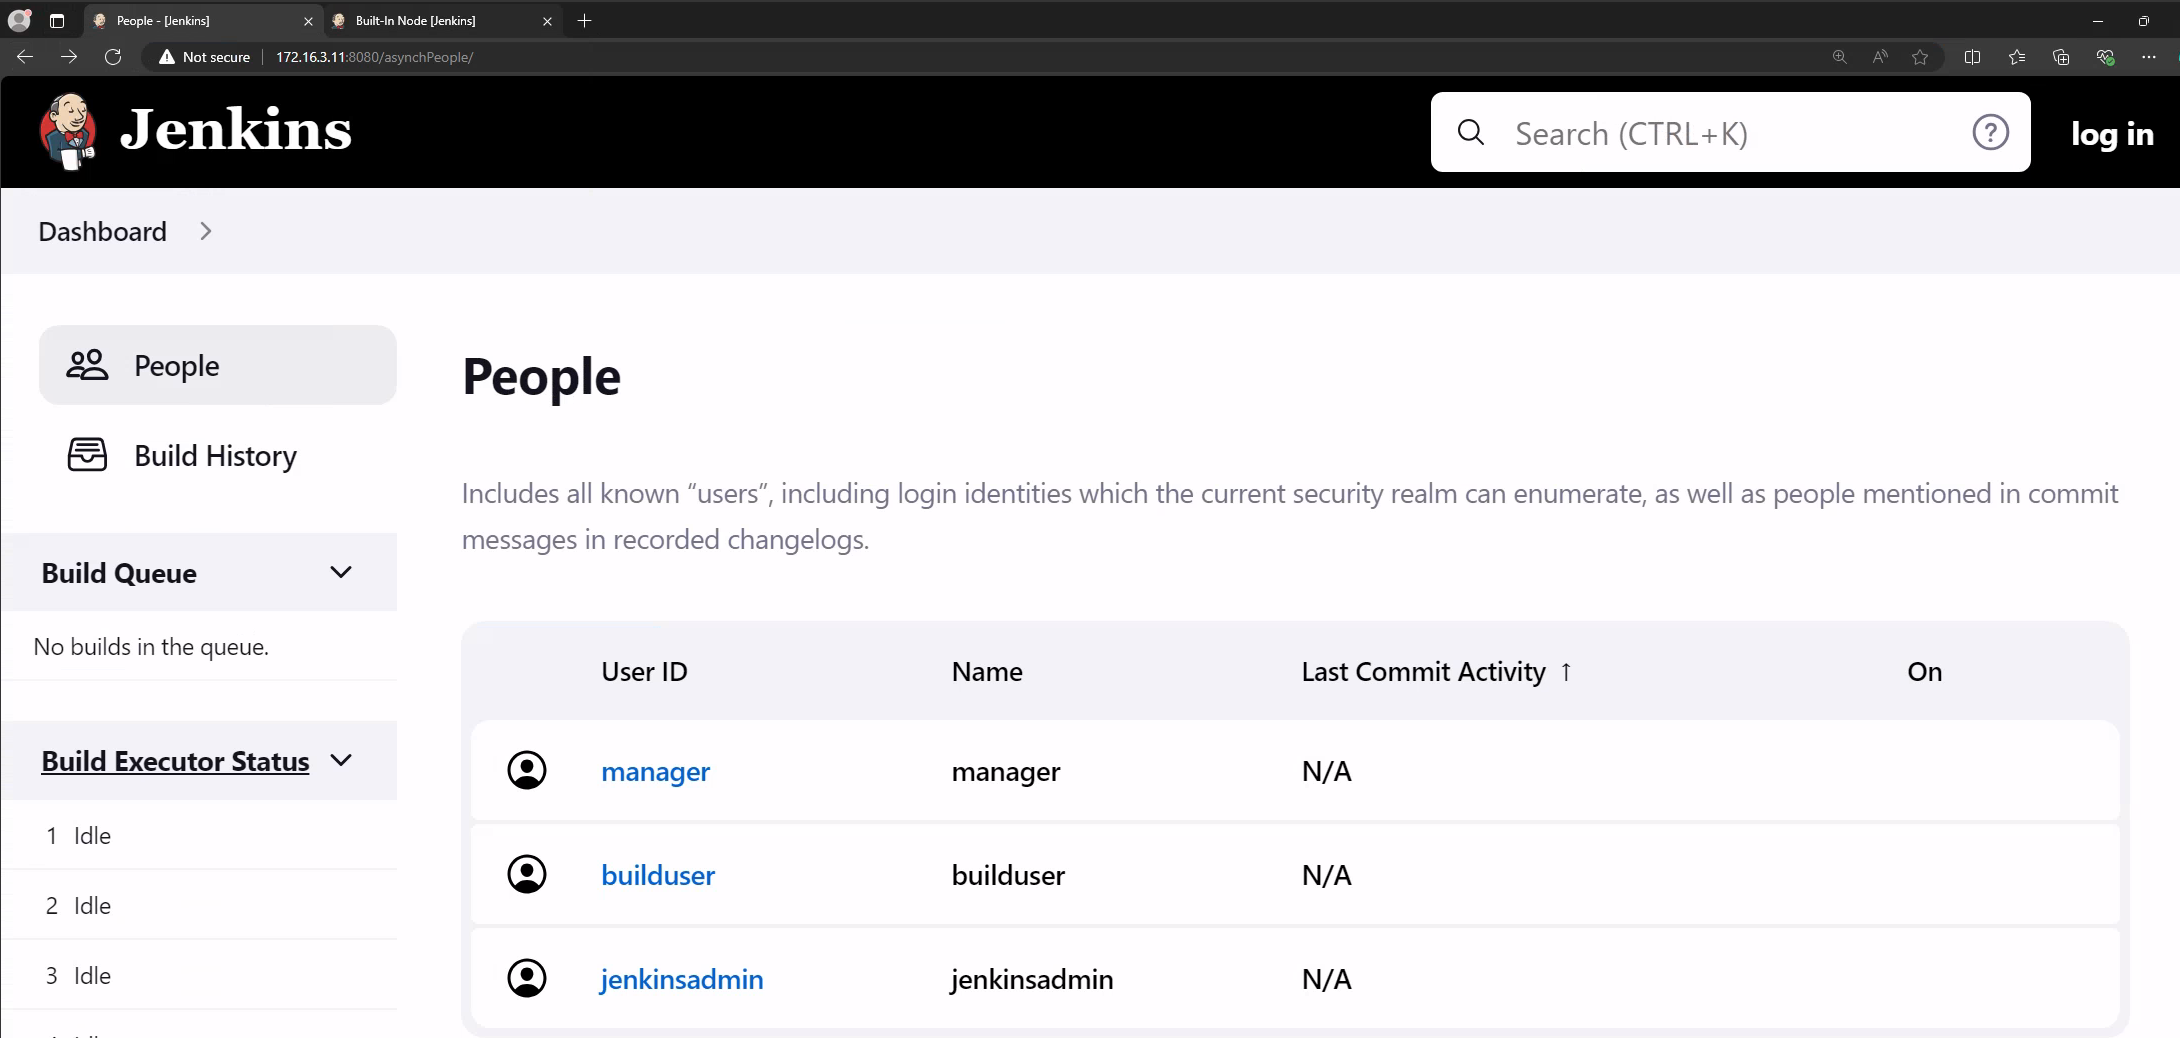 People - [Jenkins]
Built-In Node [Jenkins]
Not secure
172.16.3.11:8080/asynchPeople/
Jenkins
Search (CTRL+K)
log in
Dashboard
People
Build History
Build Queue
No builds in the queue.
Build Executor Status
1 Idle
2 Idle
3 Idle
People
Includes all known “users”, including login identities which the current security realm can enumerate, as well as people mentioned in commit
messages in recorded changelogs.
User ID Name Last Commit Activity ↑ On
manager manager N/A
builduser builduser N/A
jenkinsadmin jenkinsadmin N/A